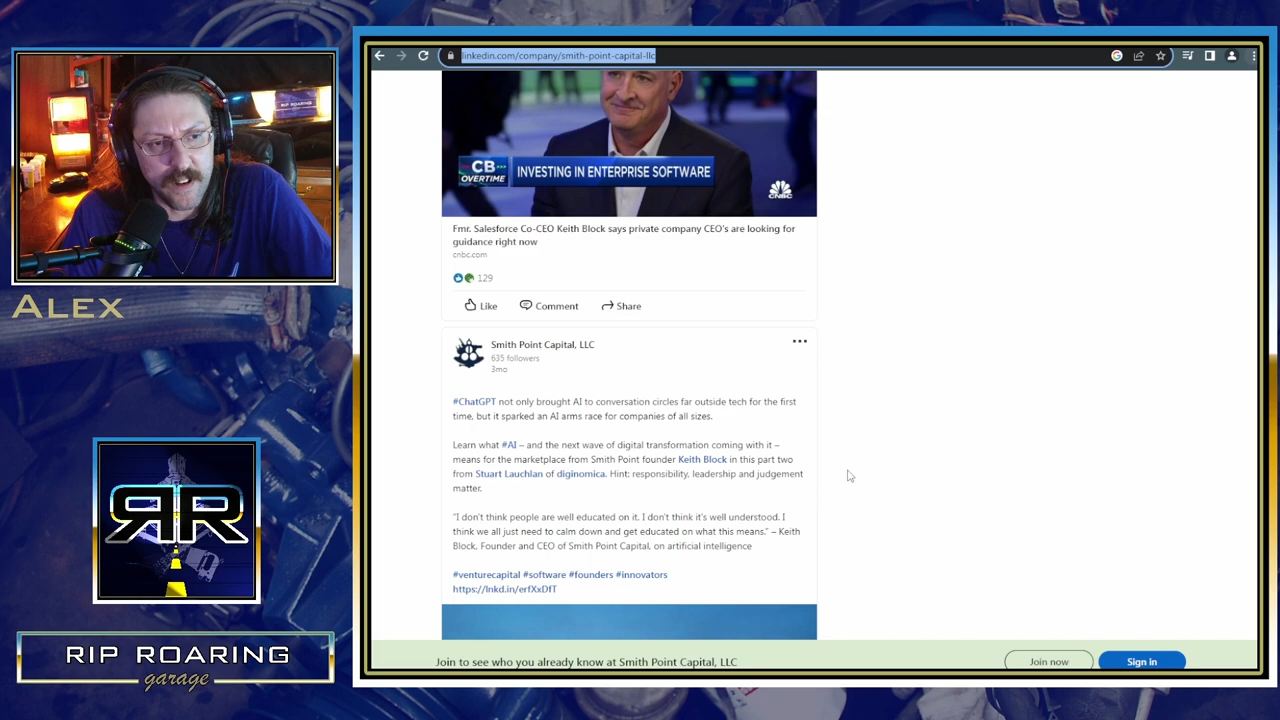 linkedin.com/company/smith-point-capital-llc
CB
OVERTIME
INVESTING IN ENTERPRISE SOFTWARE
CNBC
Fmr. Salesforce Co-CEO Keith Block says private company CEO's are looking for
guidance right now
cnbc.com
129
Like
Comment
Share
Smith Point Capital, LLC
635 followers
3mo
#ChatGPT not only brought AI to conversation circles far outside tech for the first
time, but it sparked an AI arms race for companies of all sizes.
Learn what #AI – and the next wave of digital transformation coming with it –
means for the marketplace from Smith Point founder Keith Block in this part two
from Stuart Lauchlan of diginomica. Hint: responsibility, leadership and judgement
matter.
"I don't think people are well educated on it. I don't think it's well understood. I
think we all just need to calm down and get educated on what this means." – Keith
Block, Founder and CEO of Smith Point Capital, on artificial intelligence
#venturecapital #software #founders #innovators
https://lnkd.in/erfXxDfT
Join to see who you already know at Smith Point Capital, LLC
Join now
Sign in
ALEX
RR
RIP ROARING
garage